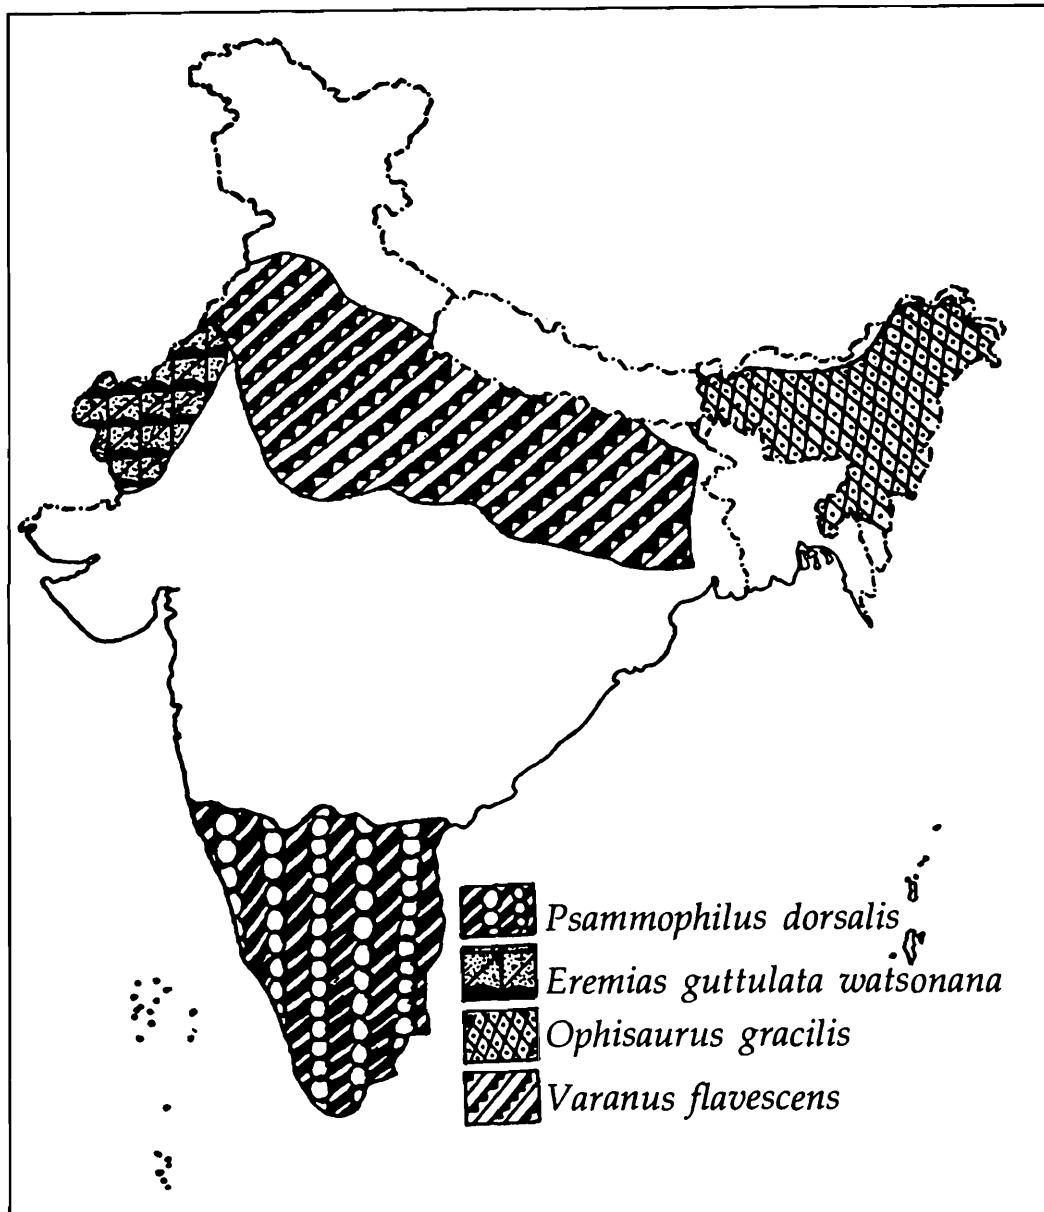 Psammophilus dorsalis
Eremias guttulata watsonana
Ophisaurus gracilis
Varanus flavescens